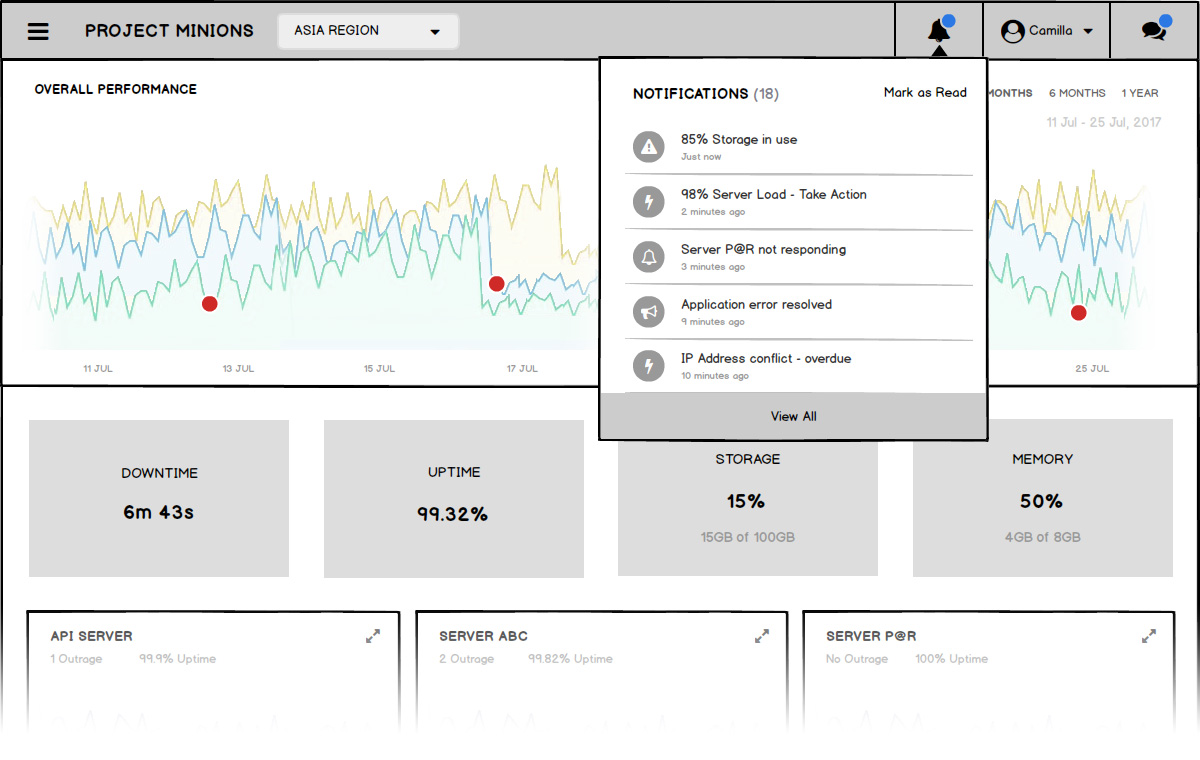 PROJECT MINIONS
ASIA REGION
Camilla
OVERALL PERFORMANCE
MONTHS 6 MONTHS 1 YEAR
11 Jul - 25 Jul, 2017
NOTIFICATIONS (18)
Mark as Read
85% Storage in use
Just now
98% Server Load - Take Action
2 minutes ago
Server P@R not responding
3 minutes ago
Application error resolved
9 minutes ago
IP Address conflict - overdue
10 minutes ago
View All
11 JUL 13 JUL 15 JUL 17 JUL 25 JUL
DOWNTIME
6m 43s
UPTIME
99.32%
STORAGE
15%
15GB of 100GB
MEMORY
50%
4GB of 8GB
API SERVER
1 Outrage 99.9% Uptime
SERVER ABC
2 Outrage 99.82% Uptime
SERVER P@R
No Outrage 100% Uptime